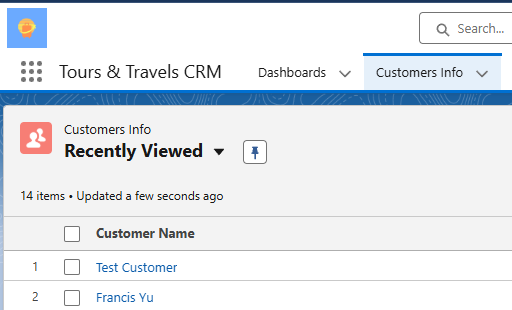 Search...
Tours & Travels CRM
Dashboards
Customers Info
Customers Info
Recently Viewed
14 items • Updated a few seconds ago
Customer Name
1 Test Customer
2 Francis Yu